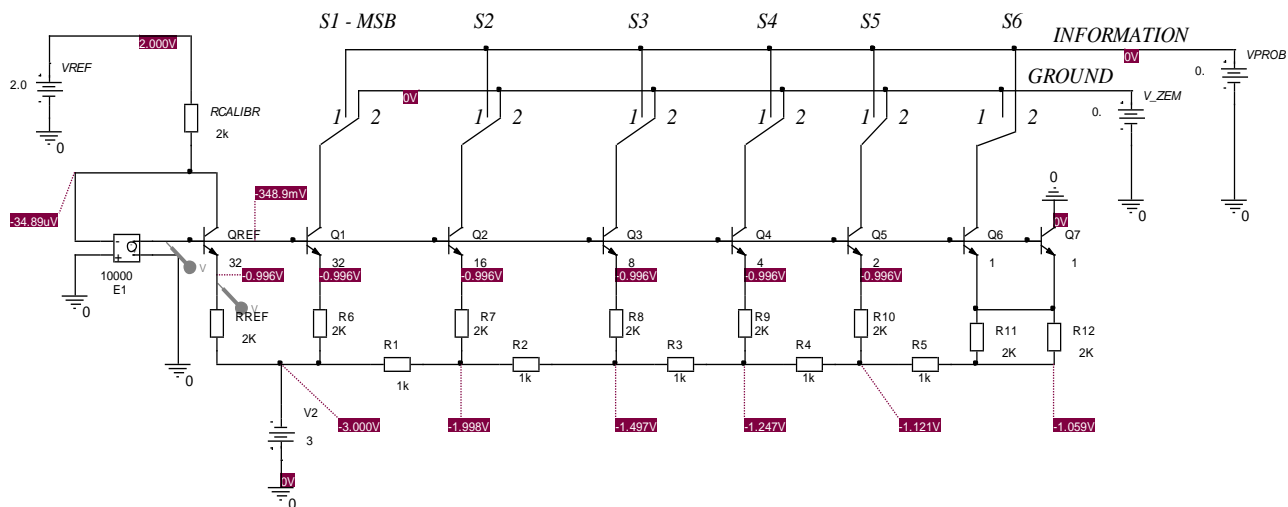 S1 - MSB S2 S3 S4 S5 S6
INFORMATION
2.000V
VREF
0V
VPROB
2.0
0.
GROUND
0V
V_ZEM
RCALIBR
2k
1 2 1 2 1 2 1 2 1 2 1 2
0.
0
0
0
0
-348.9mV
-34.89uV
0V
QREF Q1 Q2 Q3 Q4 Q5 Q6 Q7
- +
V
10000
E1
32 32 16 8 4 2 1 1
-0.996V -0.996V -0.996V -0.996V -0.996V -0.996V
0
V
RREF R6 R7 R8 R9 R10 R11 R12
2K 2K 2K 2K 2K 2K 2K 2K
R1 R2 R3 R4 R5
0
1k 1k 1k 1k 1k
V2
3
-3.000V -1.998V -1.497V -1.247V -1.121V -1.059V
0V
0